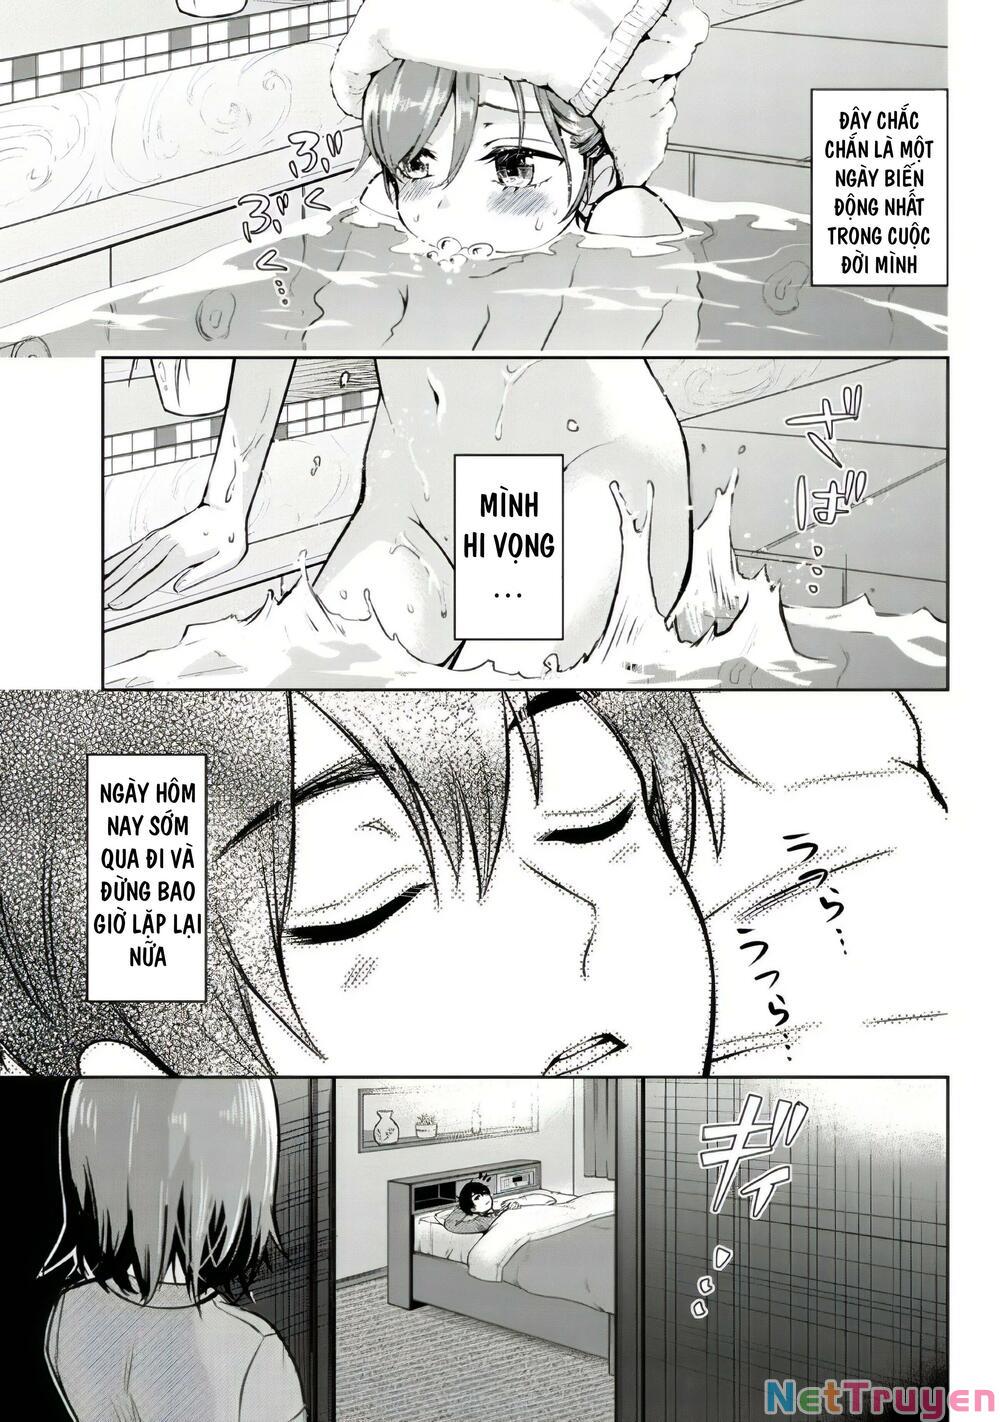 ĐÂY CHẮC
CHẮN LÀ MỘT
NGÀY BIẾN
ĐỘNG NHẤT
TRONG CUỘC
ĐỜI MÌNH
ぶ
ぶく゛
く…
ざ
ば…
MÌNH
HI VỌNG
...
NGÀY HÔM
NAY SỚM
QUA ĐI VÀ
ĐỪNG BAO
GIỜ LẶP LẠI
NỮA
うつら
うつら…
ギィ…
NetTruyen